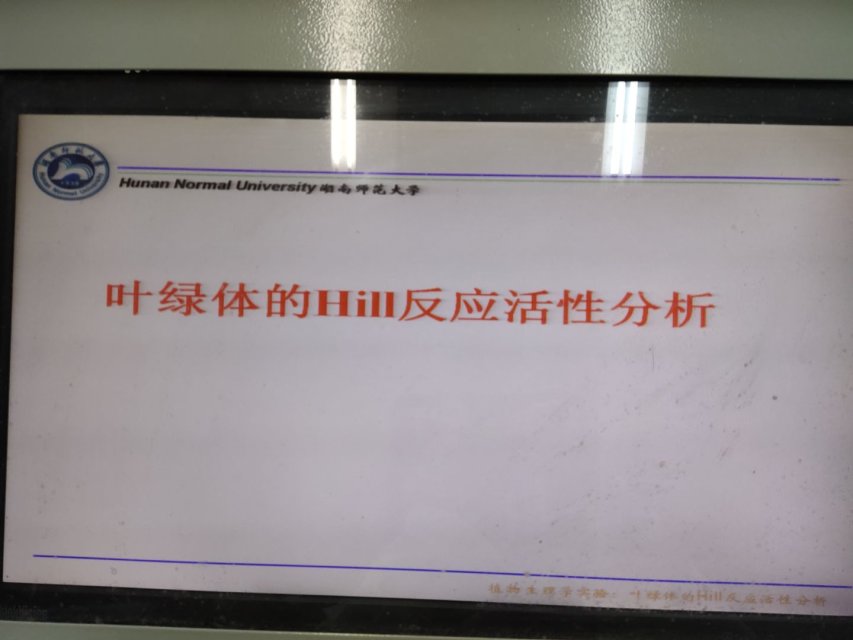 Hunan Normal University 湖南师范大学
叶绿体的Hill反应活性分析
植物生理学实验：叶绿体的Hill反应活性分析